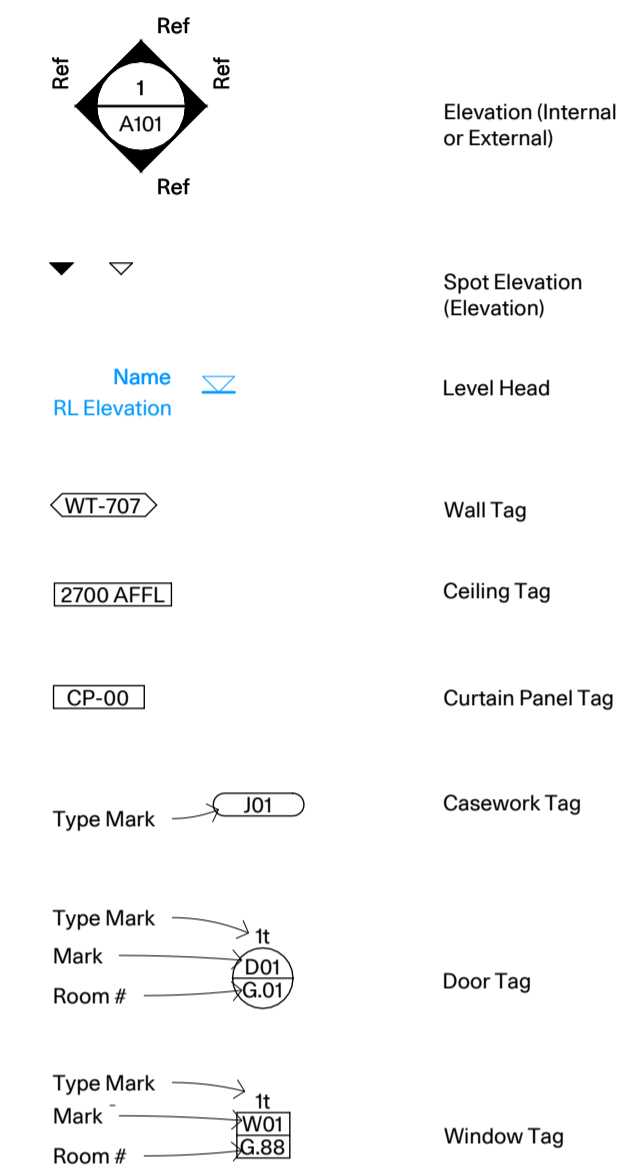 Ref
Ref
Ref
1
A101
Ref
Elevation (Internal
or External)
Spot Elevation
(Elevation)
Name
RL Elevation
Level Head
WT-707
Wall Tag
2700 AFFL
Ceiling Tag
CP-00
Curtain Panel Tag
Type Mark
J01
Casework Tag
Type Mark
1t
Mark
D01
Room #
G.01
Door Tag
Type Mark
1t
Mark
W01
Room #
G.88
Window Tag